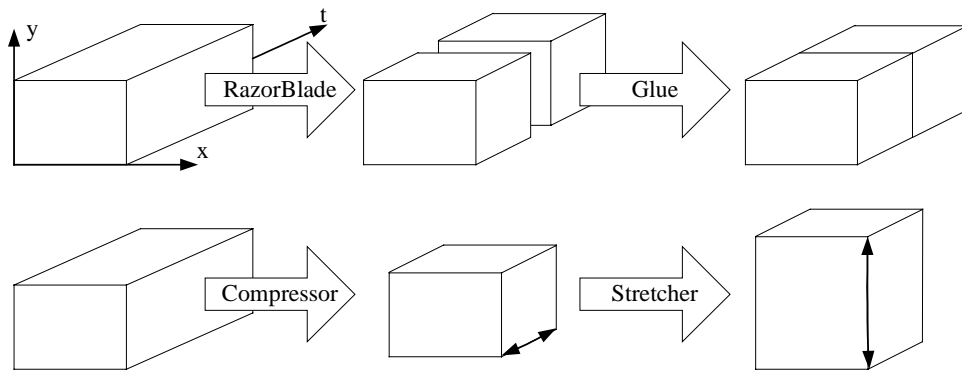 y
t
RazorBlade
Glue
x
Compressor
Stretcher